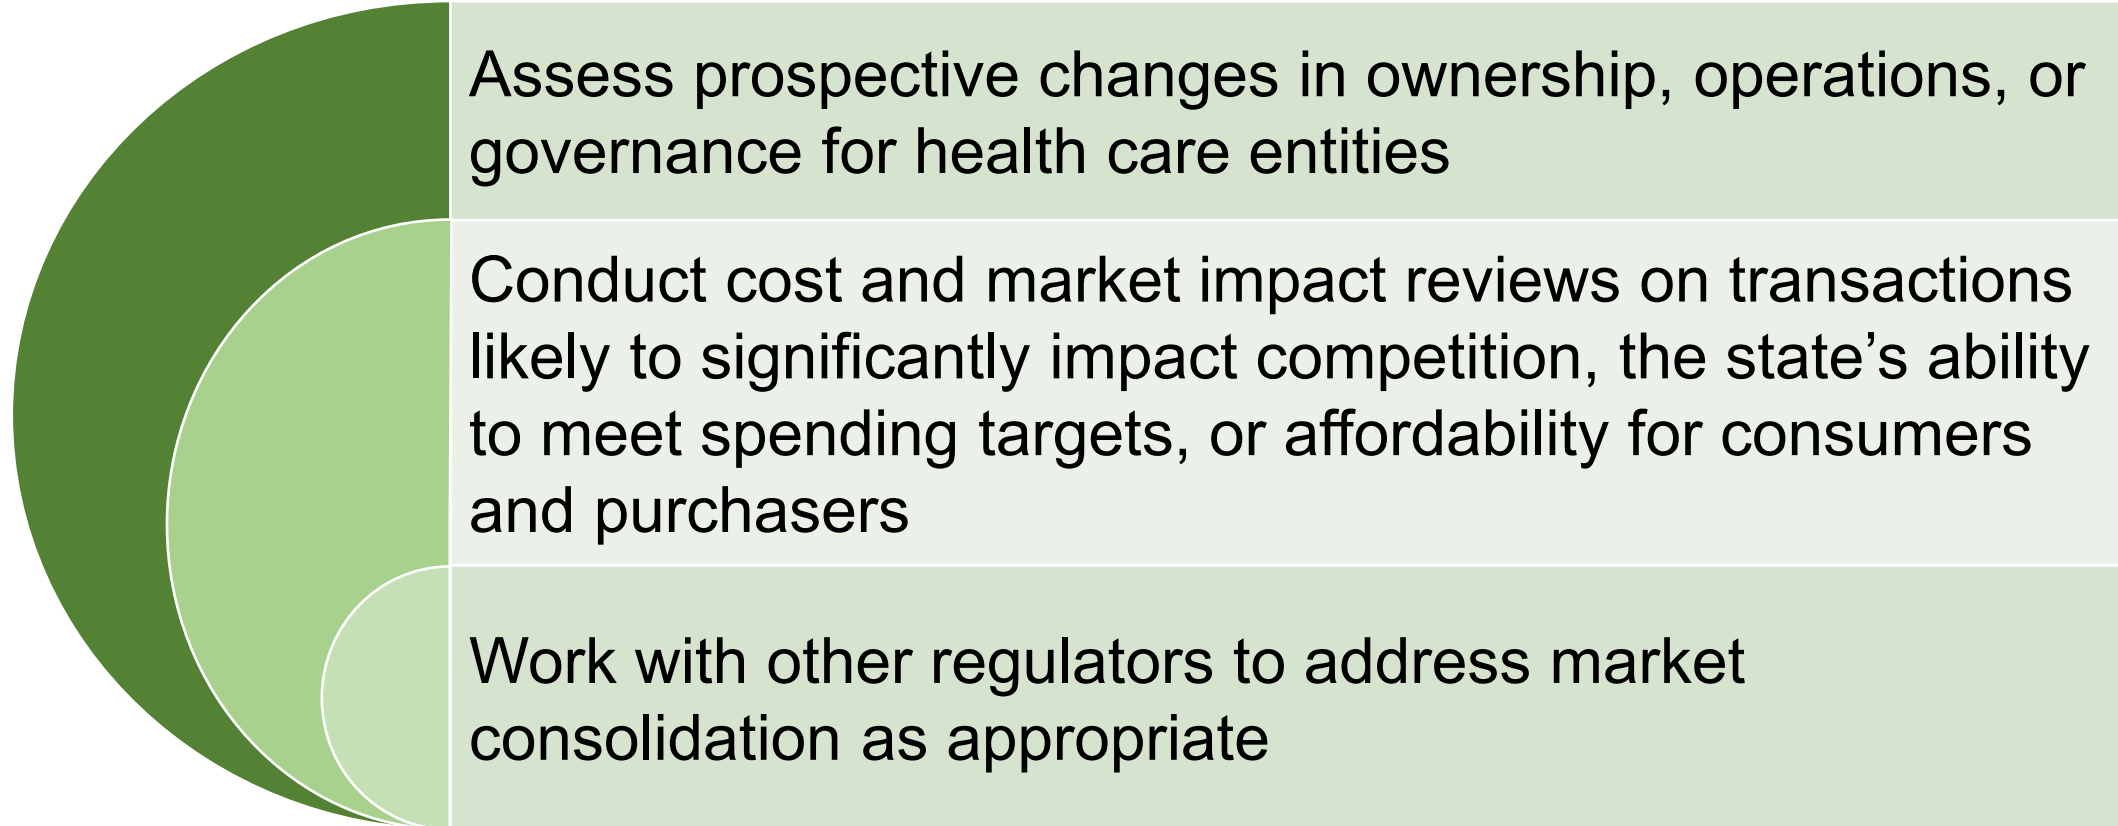 Assess prospective changes in ownership, operations, or
governance for health care entities
Conduct cost and market impact reviews on transactions
likely to significantly impact competition, the state’s ability
to meet spending targets, or affordability for consumers
and purchasers
Work with other regulators to address market
consolidation as appropriate